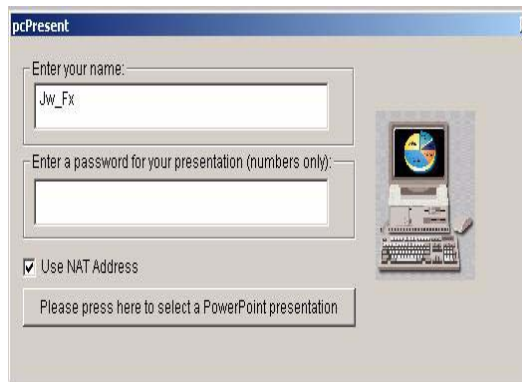 pcPresent
Enter your name:
Jw_Fx
Enter a password for your presentation (numbers only):
Use NAT Address
Please press here to select a PowerPoint presentation